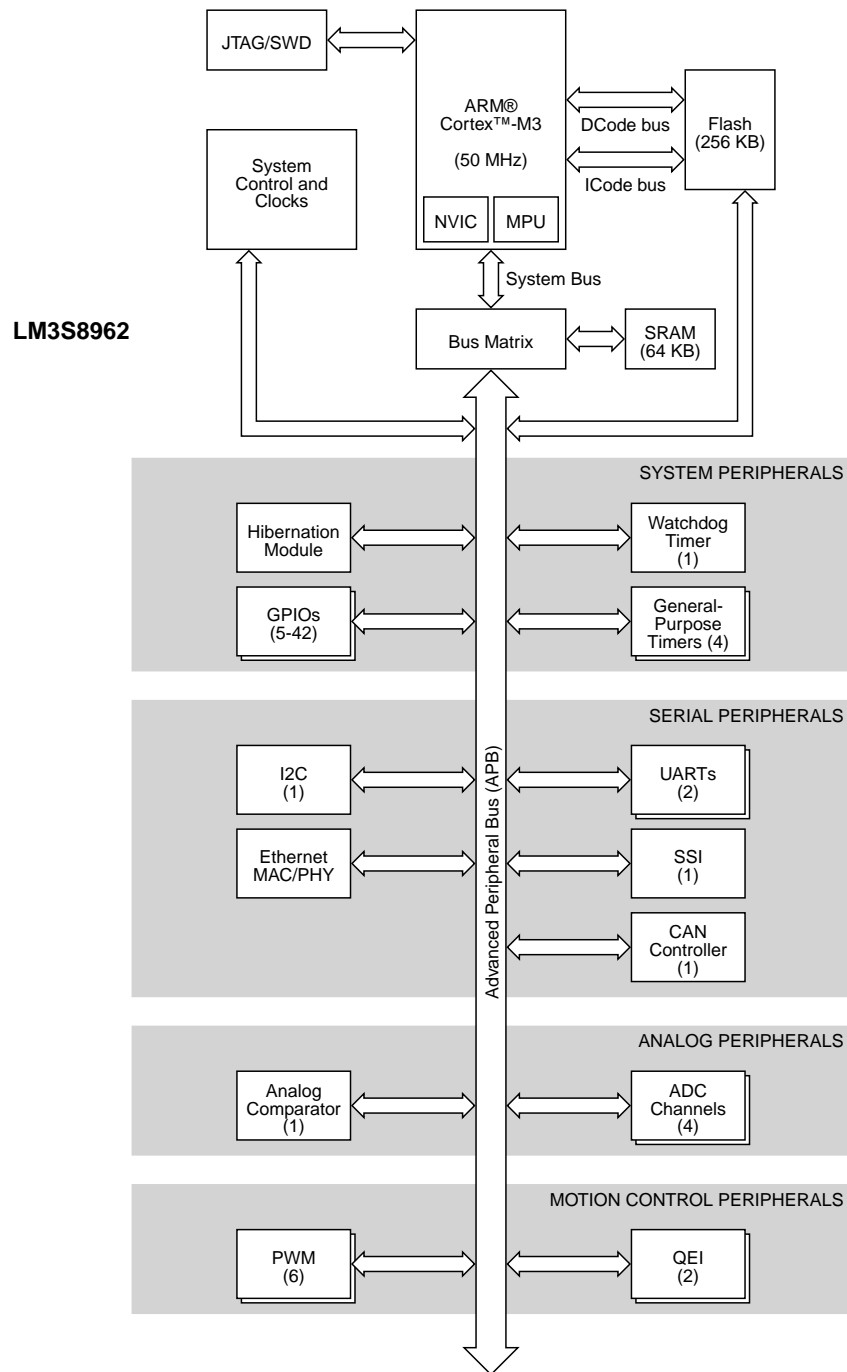 JTAG/SWD
ARM®
Cortex™-M3
(50 MHz)
NVIC
MPU
DCode bus
ICode bus
Flash
(256 KB)
System
Control and
Clocks
System Bus
LM3S8962
Bus Matrix
SRAM
(64 KB)
SYSTEM PERIPHERALS
Hibernation
Module
Watchdog
Timer
(1)
GPIOs
(5-42)
General-
Purpose
Timers (4)
Advanced Peripheral Bus (APB)
SERIAL PERIPHERALS
I2C
(1)
UARTs
(2)
Ethernet
MAC/PHY
SSI
(1)
CAN
Controller
(1)
ANALOG PERIPHERALS
Analog
Comparator
(1)
ADC
Channels
(4)
MOTION CONTROL PERIPHERALS
PWM
(6)
QEI
(2)